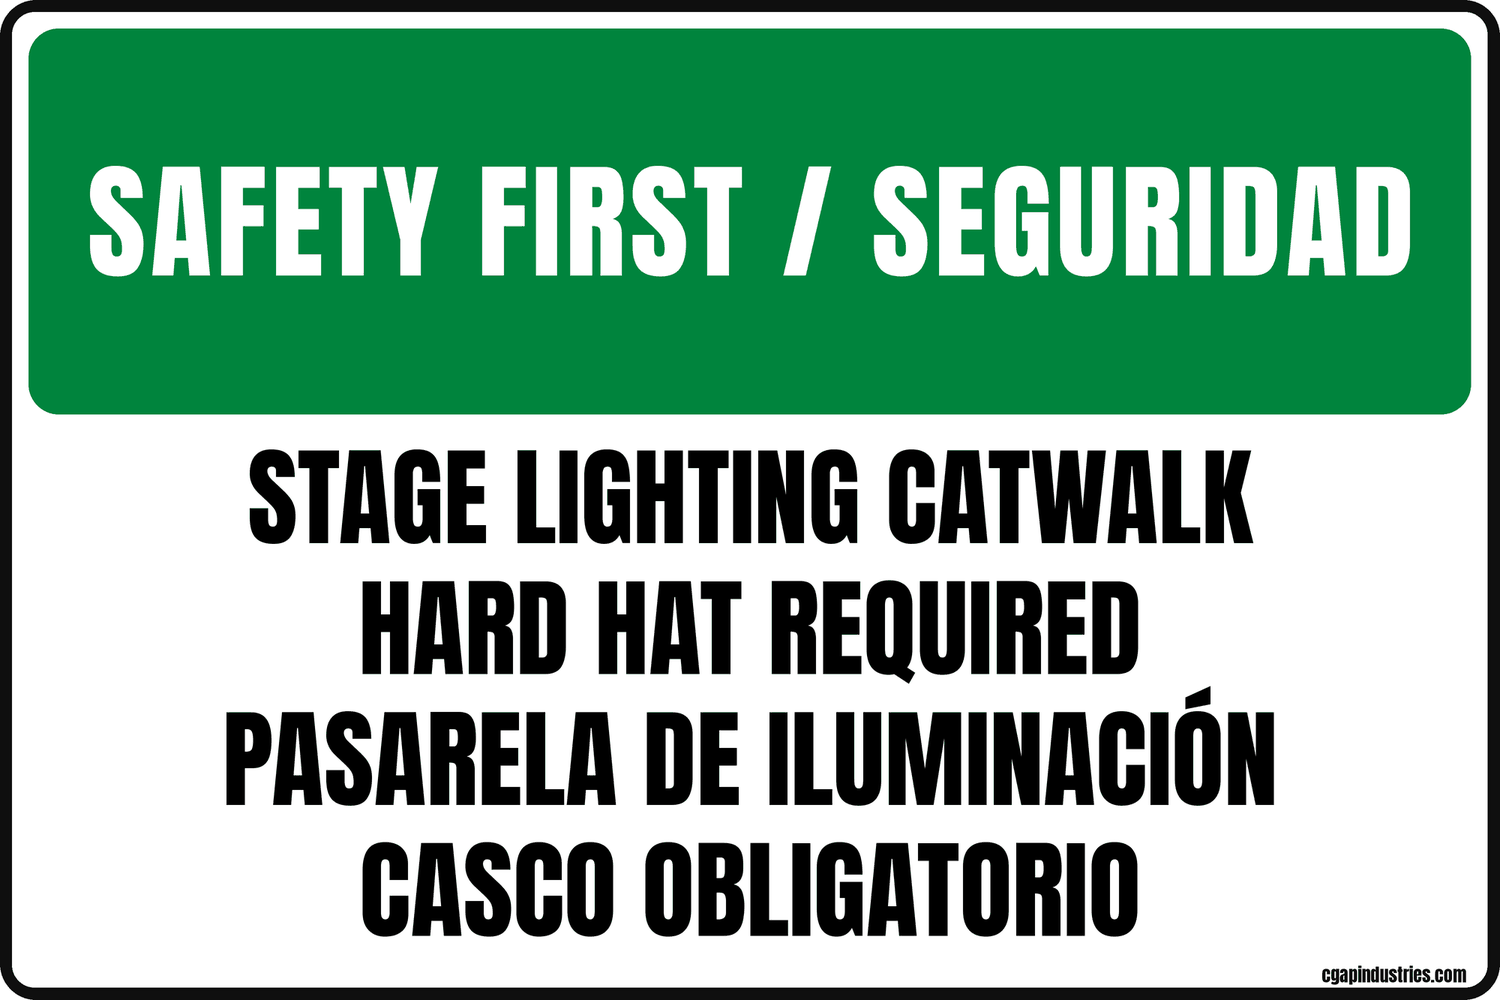 SAFETY FIRST / SEGURIDAD
STAGE LIGHTING CATWALK
HARD HAT REQUIRED
PASARELA DE ILUMINACIÓN
CASCO OBLIGATORIO
cgapindustries.com